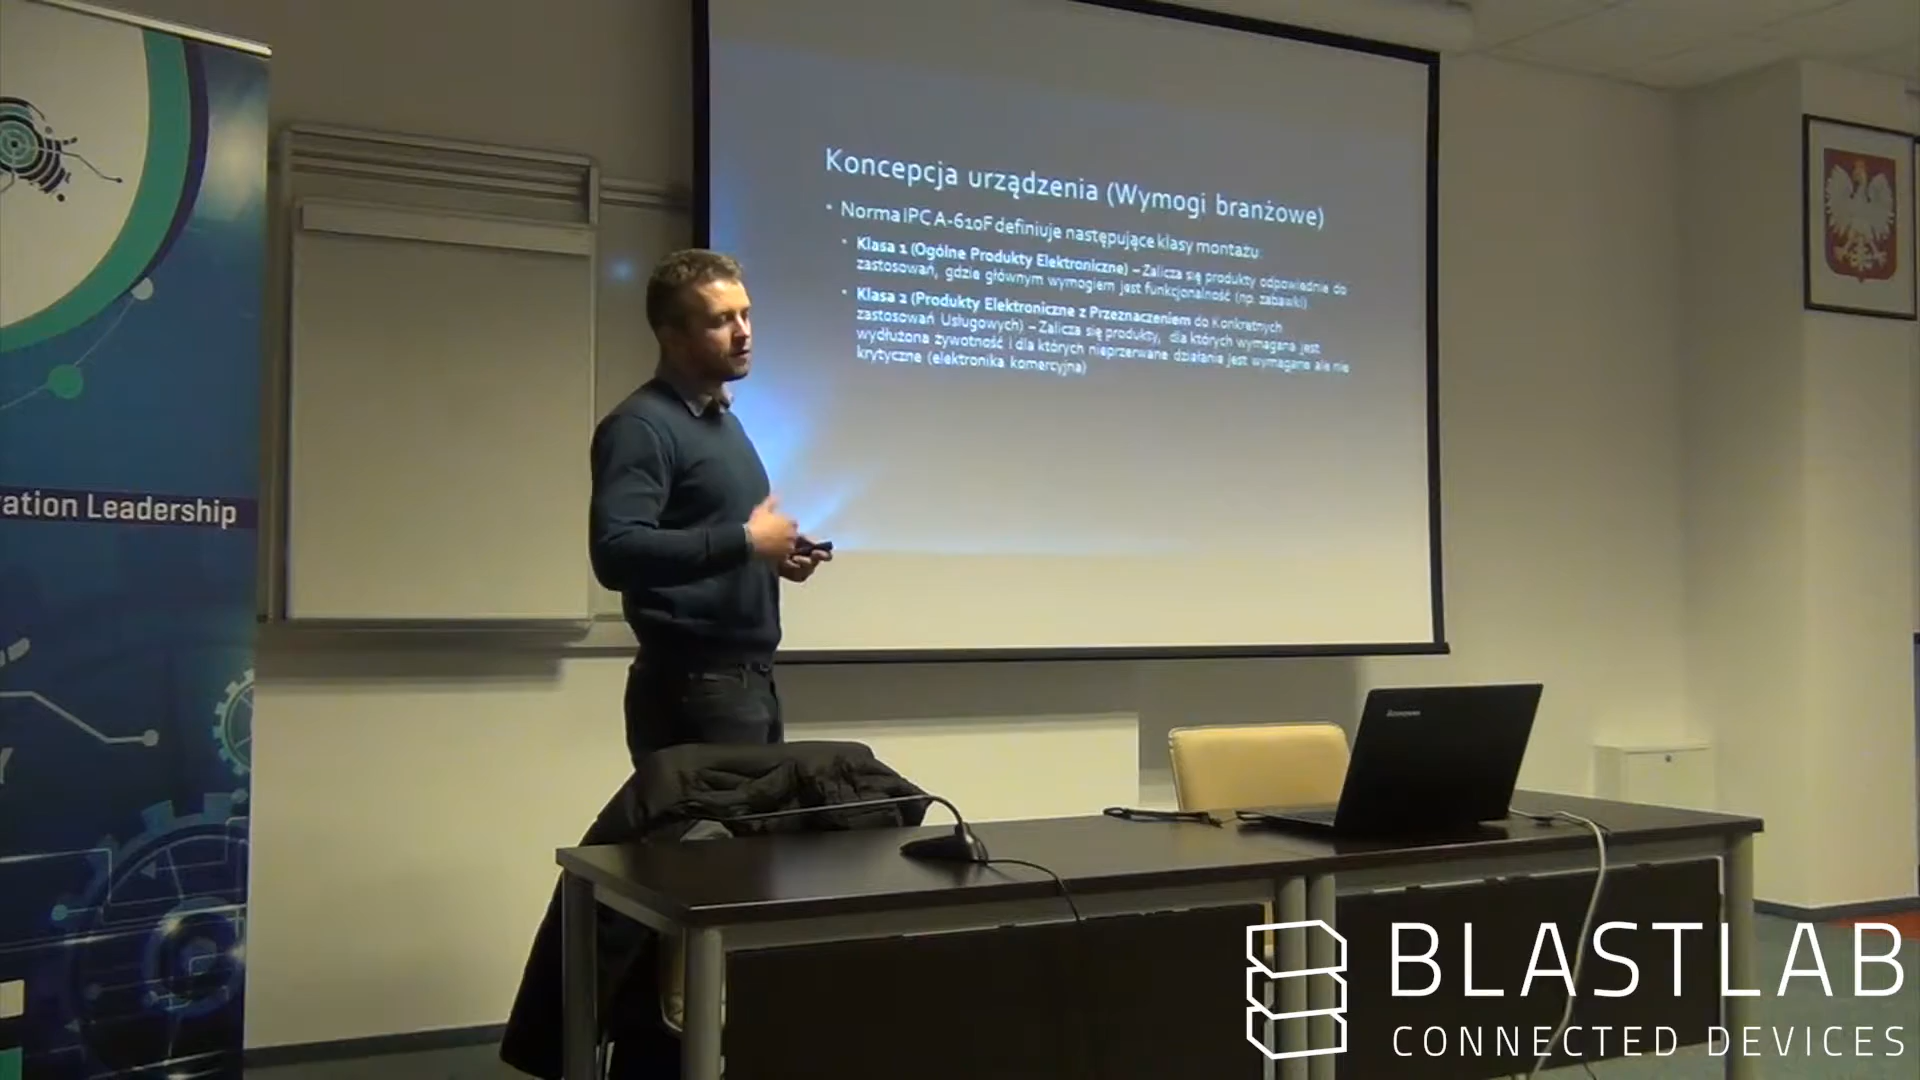 Koncepcja urządzenia (Wymogi branżowe)
• Norma IPC A-610F definiuje następujące klasy montażu:
• Klasa 1 (Ogólne Produkty Elektroniczne) – Zalicza się produkty odpowiednie do
zastosowań, gdzie głównym wymogiem jest funkcjonalność (np. zabawki)
• Klasa 2 (Produkty Elektroniczne z Przeznaczeniem do Konkretnych
zastosowań Usługowych) – Zalicza się produkty, dla których wymagana jest
wydłużona żywotność i dla których nieprzerwane działanie jest wymagane ale nie
krytyczne (elektronika komercyjna)
ation Leadership
Y
lenovo
BLASTLAB
CONNECTED DEVICES